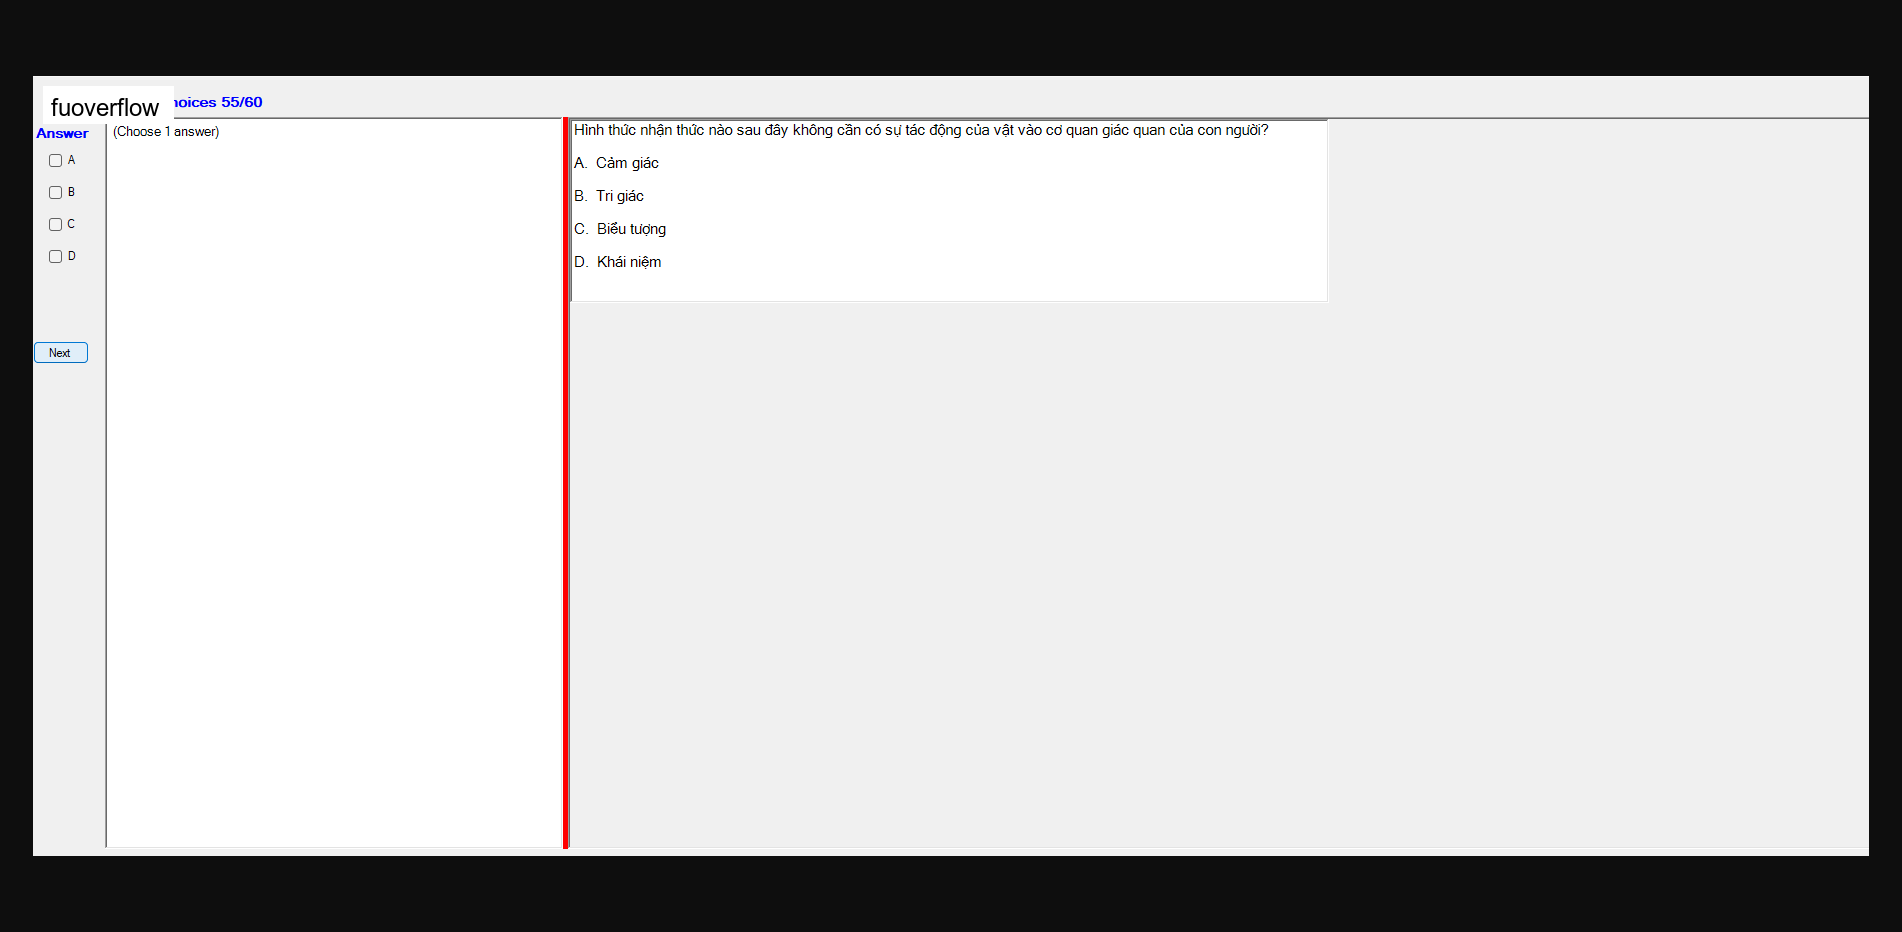 fuoverflow
hoices 55/60
Answer
(Choose 1 answer)
A
B
C
D
Next
Hình thức nhận thức nào sau đây không cần có sự tác động của vật vào cơ quan giác quan của con người?
A. Cảm giác
B. Tri giác
C. Biểu tượng
D. Khái niệm